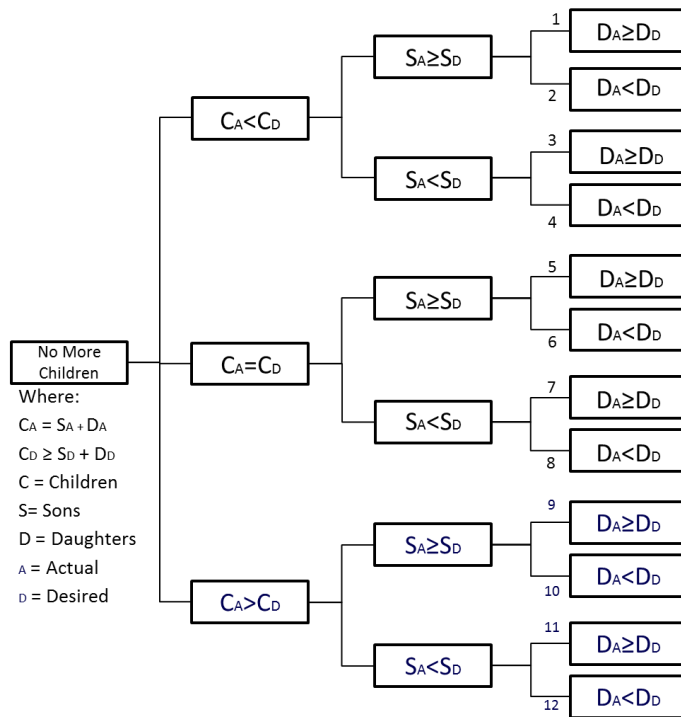 1
DA≥DD
SA≥SD
2
DA<DD
CA<CD
3
DA≥DD
SA<SD
4
DA<DD
5
DA≥DD
SA≥SD
6
DA<DD
No More
Children
CA=CD
7
DA≥DD
SA<SD
8
DA<DD
Where:
CA = SA + DA
CD ≥ SD + DD
C = Children
S= Sons
D = Daughters
A = Actual
D = Desired
9
DA≥DD
SA≥SD
10
DA<DD
CA>CD
11
DA≥DD
SA<SD
12
DA<DD